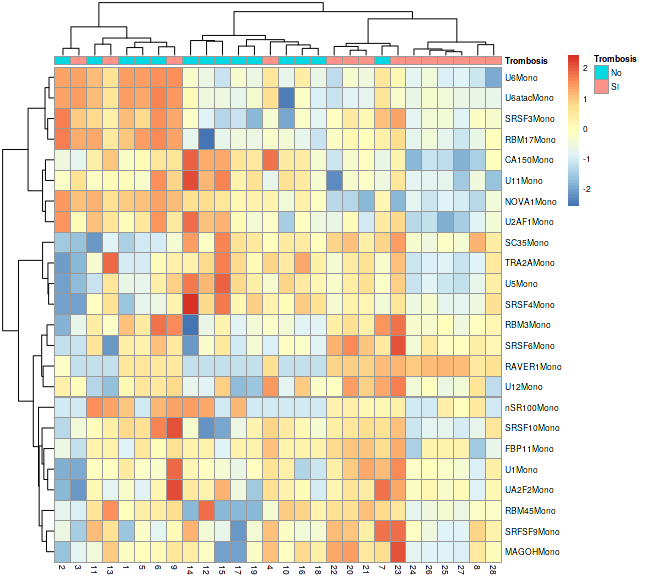 Trombosis
U6Mono
U6atacMono
SRSF3Mono
RBM17Mono
CA150Mono
U11Mono
NOVA1Mono
U2AF1Mono
SC35Mono
TRA2AMono
U5Mono
SRSF4Mono
RBM3Mono
SRSF6Mono
RAVER1Mono
U12Mono
nSR100Mono
SRSF10Mono
FBP11Mono
U1Mono
UA2F2Mono
RBM45Mono
SRFSF9Mono
MAGOHMono
2 3 11 13 1 5 6 9 14 12 15 17 19 4 10 16 18 22 20 21 7 23 24 26 25 27 8 28
2
1
0
-1
-2
Trombosis
No
SI